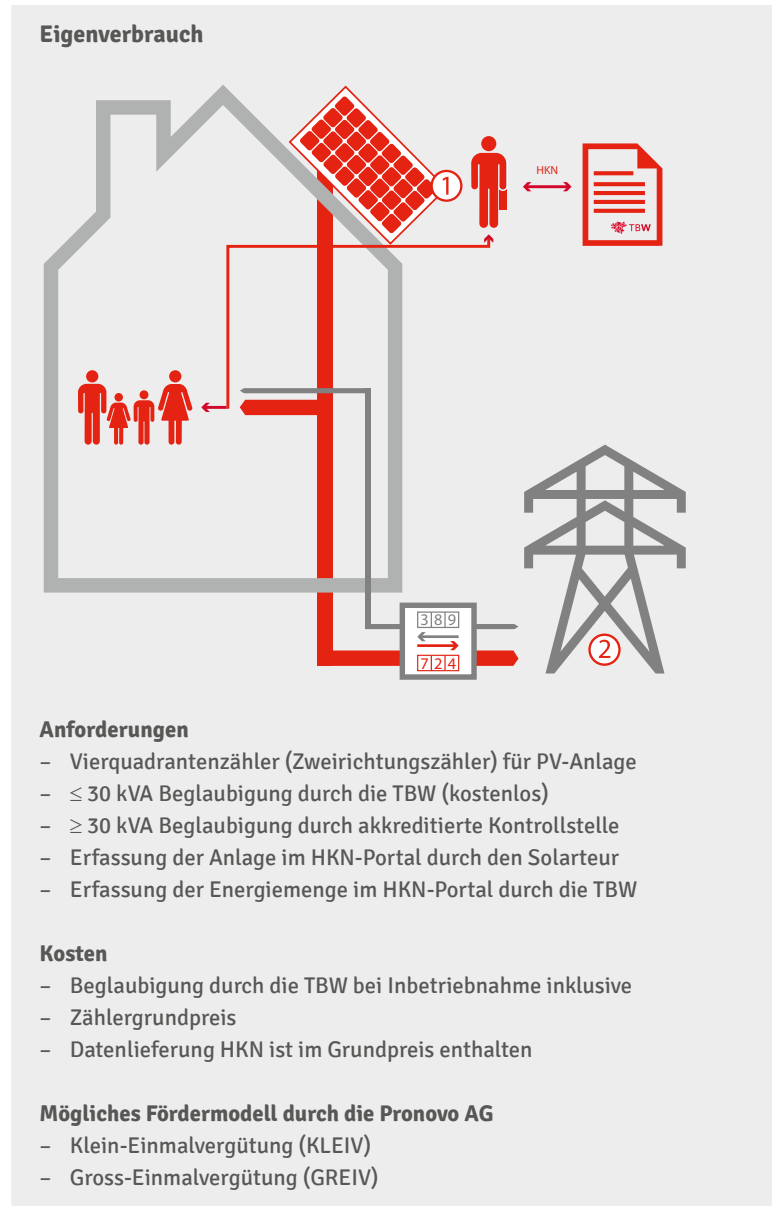 Eigenverbrauch
1
HKN
TBW
389
724
2
Anforderungen
– Vierquadrantenzähler (Zweirichtungszähler) für PV-Anlage
– ≤ 30 kVA Beglaubigung durch die TBW (kostenlos)
– ≥ 30 kVA Beglaubigung durch akkreditierte Kontrollstelle
– Erfassung der Anlage im HKN-Portal durch den Solarteur
– Erfassung der Energiemenge im HKN-Portal durch die TBW
Kosten
– Beglaubigung durch die TBW bei Inbetriebnahme inklusive
– Zählergrundpreis
– Datenlieferung HKN ist im Grundpreis enthalten
Mögliches Fördermodell durch die Pronovo AG
– Klein-Einmalvergütung (KLEIV)
– Gross-Einmalvergütung (GREIV)